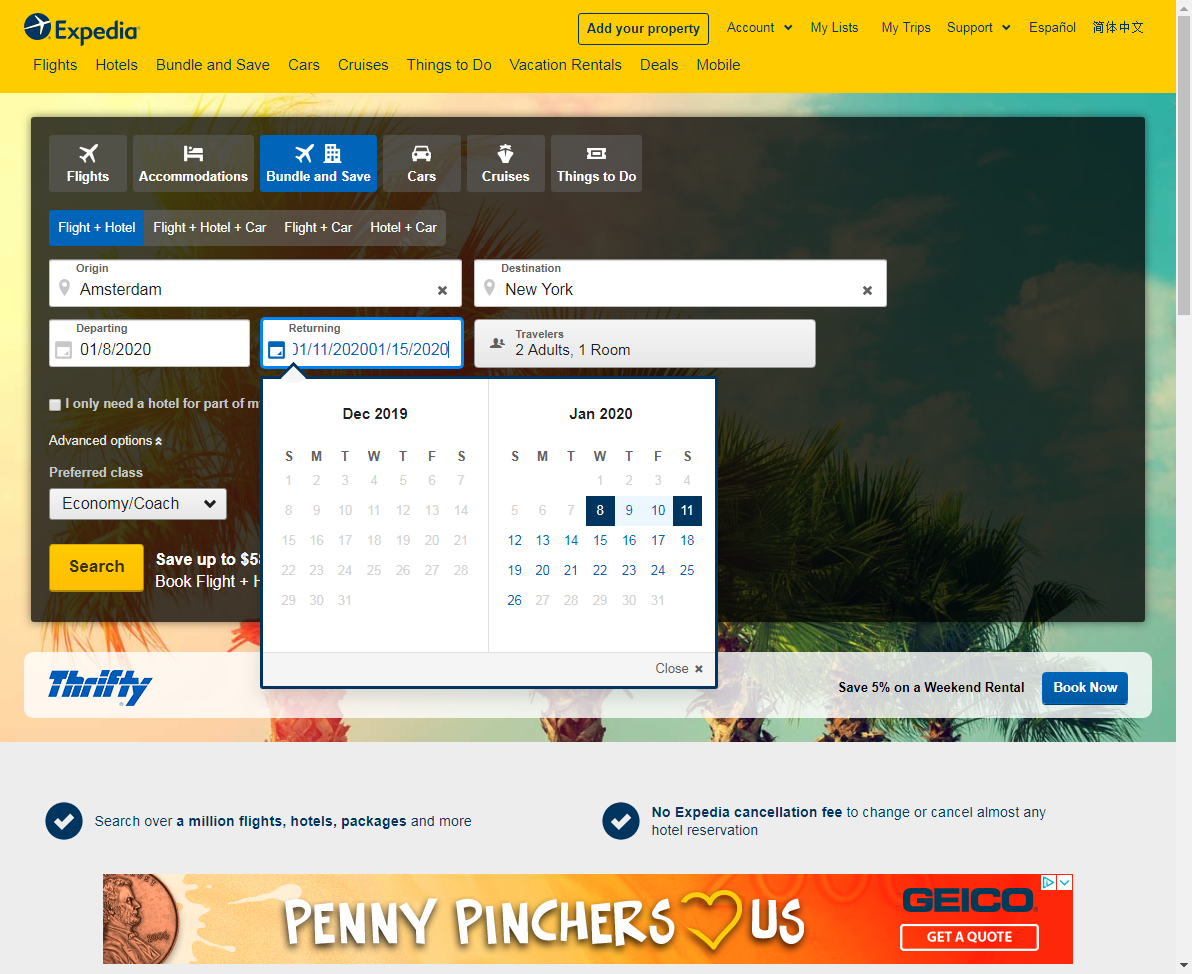 Expedia
Add your property
Account
My Lists
My Trips
Support
Español
简体中文
Flights
Hotels
Bundle and Save
Cars
Cruises
Things to Do
Vacation Rentals
Deals
Mobile
Flights
Accommodations
Bundle and Save
Cars
Cruises
Things to Do
Flight + Hotel
Flight + Hotel + Car
Flight + Car
Hotel + Car
Origin
Amsterdam
Destination
New York
Departing
01/8/2020
Returning
01/11/202001/15/2020
Travelers
2 Adults, 1 Room
I only need a hotel for part of m
Advanced options
Preferred class
Economy/Coach
Search
Save up to $5
Book Flight + H
Dec 2019
S M T W T F S
1 2 3 4 5 6 7
8 9 10 11 12 13 14
15 16 17 18 19 20 21
22 23 24 25 26 27 28
29 30 31
Jan 2020
S M T W T F S
1 2 3 4
5 6 7 8 9 10 11
12 13 14 15 16 17 18
19 20 21 22 23 24 25
26 27 28 29 30 31
Close
Thrifty
Save 5% on a Weekend Rental
Book Now
Search over a million flights, hotels, packages and more
No Expedia cancellation fee to change or cancel almost any
hotel reservation
PENNY PINCHERS US
GEICO
GET A QUOTE